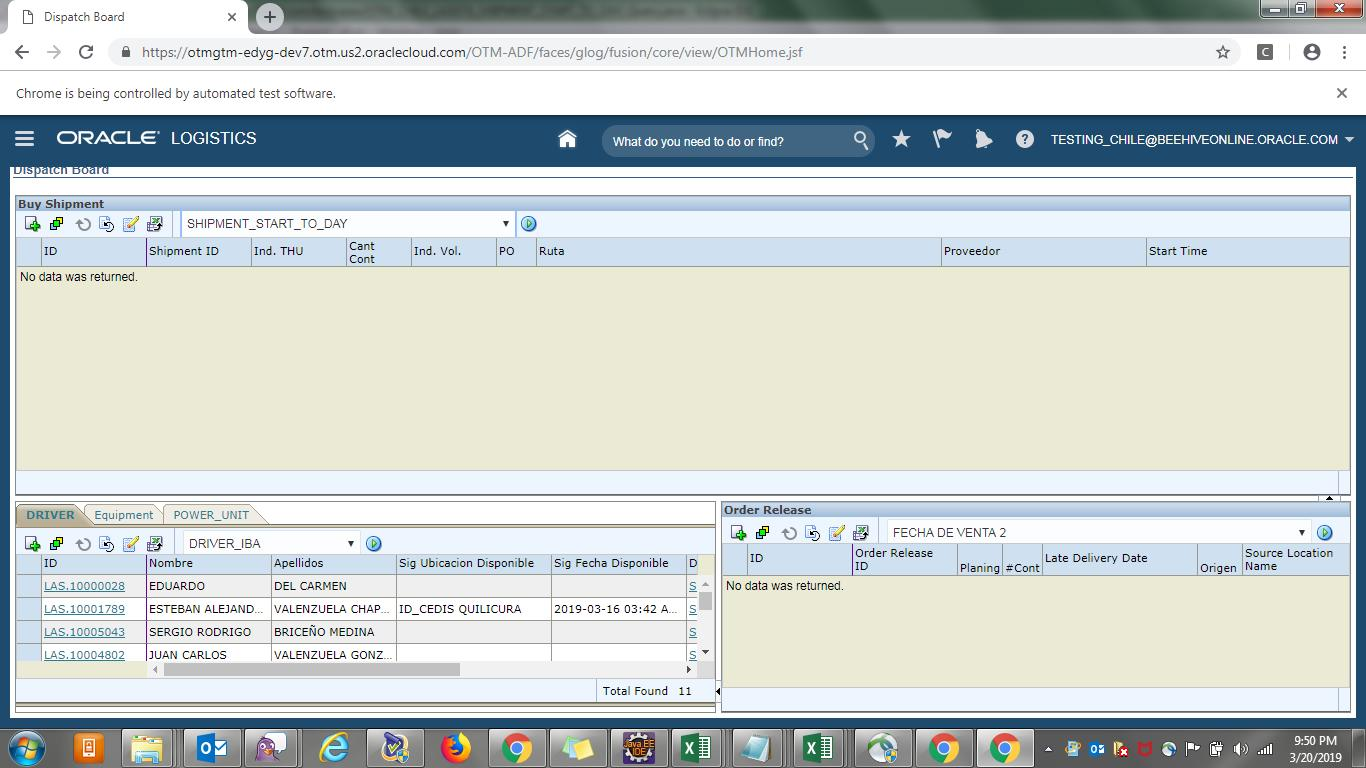 Dispatch Board
https://otmgtm-edyg-dev7.otm.us2.oraclecloud.com/OTM-ADF/faces/glog/fusion/core/view/OTMHome.jsf
C
Chrome is being controlled by automated test software.
ORACLE LOGISTICS
What do you need to do or find?
TESTING_CHILE@BEEHIVEONLINE.ORACLE.COM
Dispatch Board
Buy Shipment
SHIPMENT_START_TO_DAY
ID Shipment ID Ind. THU Cant Cont Ind. Vol. PO Ruta Proveedor Start Time
No data was returned.
DRIVER Equipment POWER_UNIT
DRIVER_IBA
ID Nombre Apellidos Sig Ubicacion Disponible Sig Fecha Disponible D
LAS.10000028 EDUARDO DEL CARMEN S
LAS.10001789 ESTEBAN ALEJAND... VALENZUELA CHAP... ID_CEDIS QUILICURA 2019-03-16 03:42 A... S
LAS.10005043 SERGIO RODRIGO BRICEÑO MEDINA S
LAS.10004802 JUAN CARLOS VALENZUELA GONZ... S
Total Found 11
Order Release
FECHA DE VENTA 2
ID Order Release ID Planing #Cont Late Delivery Date Origen Source Location Name
No data was returned.
Java EE
IDE
9:50 PM
3/20/2019